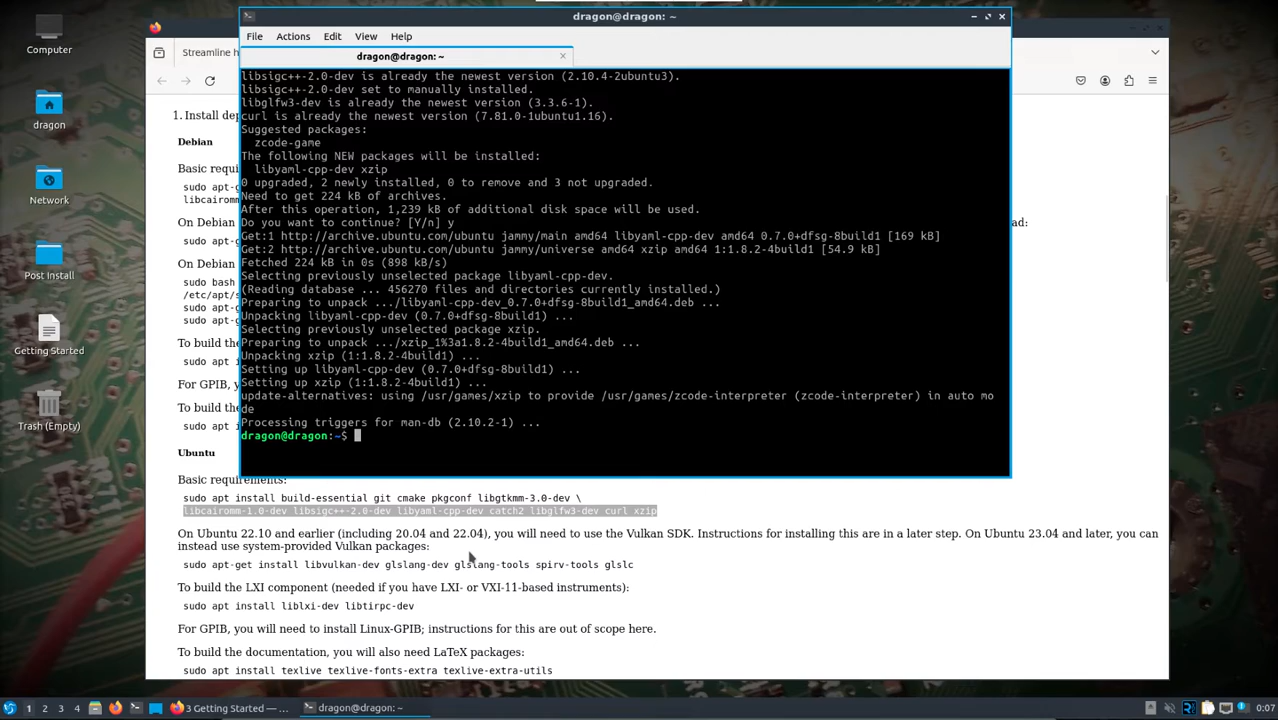 dragon@dragon: ~
File Actions Edit View Help
dragon@dragon: ~
libsigc++-2.0-dev is already the newest version (2.10.4-2ubuntu3).
libsigc++-2.0-dev set to manually installed.
libglfw3-dev is already the newest version (3.3.6-1).
curl is already the newest version (7.81.0-1ubuntu1.16).
Suggested packages:
zcode-game
The following NEW packages will be installed:
libyaml-cpp-dev xzip
0 upgraded, 2 newly installed, 0 to remove and 3 not upgraded.
Need to get 224 kB of archives.
After this operation, 1,239 kB of additional disk space will be used.
Do you want to continue? [Y/n] y
Get:1 http://archive.ubuntu.com/ubuntu jammy/main amd64 libyaml-cpp-dev amd64 0.7.0+dfsg-8build1 [169 kB]
Get:2 http://archive.ubuntu.com/ubuntu jammy/universe amd64 xzip amd64 1:1.8.2-4build1 [54.9 kB]
Fetched 224 kB in 0s (898 kB/s)
Selecting previously unselected package libyaml-cpp-dev.
(Reading database ... 456270 files and directories currently installed.)
Preparing to unpack .../libyaml-cpp-dev_0.7.0+dfsg-8build1_amd64.deb ...
Unpacking libyaml-cpp-dev (0.7.0+dfsg-8build1) ...
Selecting previously unselected package xzip.
Preparing to unpack .../xzip_1%3a1.8.2-4build1_amd64.deb ...
Unpacking xzip (1:1.8.2-4build1) ...
Setting up libyaml-cpp-dev (0.7.0+dfsg-8build1) ...
Setting up xzip (1:1.8.2-4build1) ...
update-alternatives: using /usr/games/xzip to provide /usr/games/zcode-interpreter (zcode-interpreter) in auto mo
de
Processing triggers for man-db (2.10.2-1) ...
dragon@dragon:~$
Computer
dragon
Network
Post Install
Getting Started
Trash (Empty)
Streamline h
1. Install dep
Debian
Basic requi
sudo apt-g
libcairomm
On Debian
ad:
On Debian
sudo bash
/etc/apt/s
sudo apt-g
sudo apt-g
To build the
sudo apt i
For GPIB, y
To build the
sudo apt i
Ubuntu
Basic requirements:
sudo apt install build-essential git cmake pkgconf libgtkmm-3.0-dev \
libcairomm-1.0-dev libsigc++-2.0-dev libyaml-cpp-dev catch2 libglfw3-dev curl xzip
On Ubuntu 22.10 and earlier (including 20.04 and 22.04), you will need to use the Vulkan SDK. Instructions for installing this are in a later step. On Ubuntu 23.04 and later, you can
instead use system-provided Vulkan packages:
sudo apt-get install libvulkan-dev glslang-dev glslang-tools spirv-tools glslc
To build the LXI component (needed if you have LXI- or VXI-11-based instruments):
sudo apt install liblxi-dev libtirpc-dev
For GPIB, you will need to install Linux-GPIB; instructions for this are out of scope here.
To build the documentation, you will also need LaTeX packages:
sudo apt install texlive texlive-fonts-extra texlive-extra-utils
1 2 3 4
3 Getting Started — ...
dragon@dragon: ~
0:07